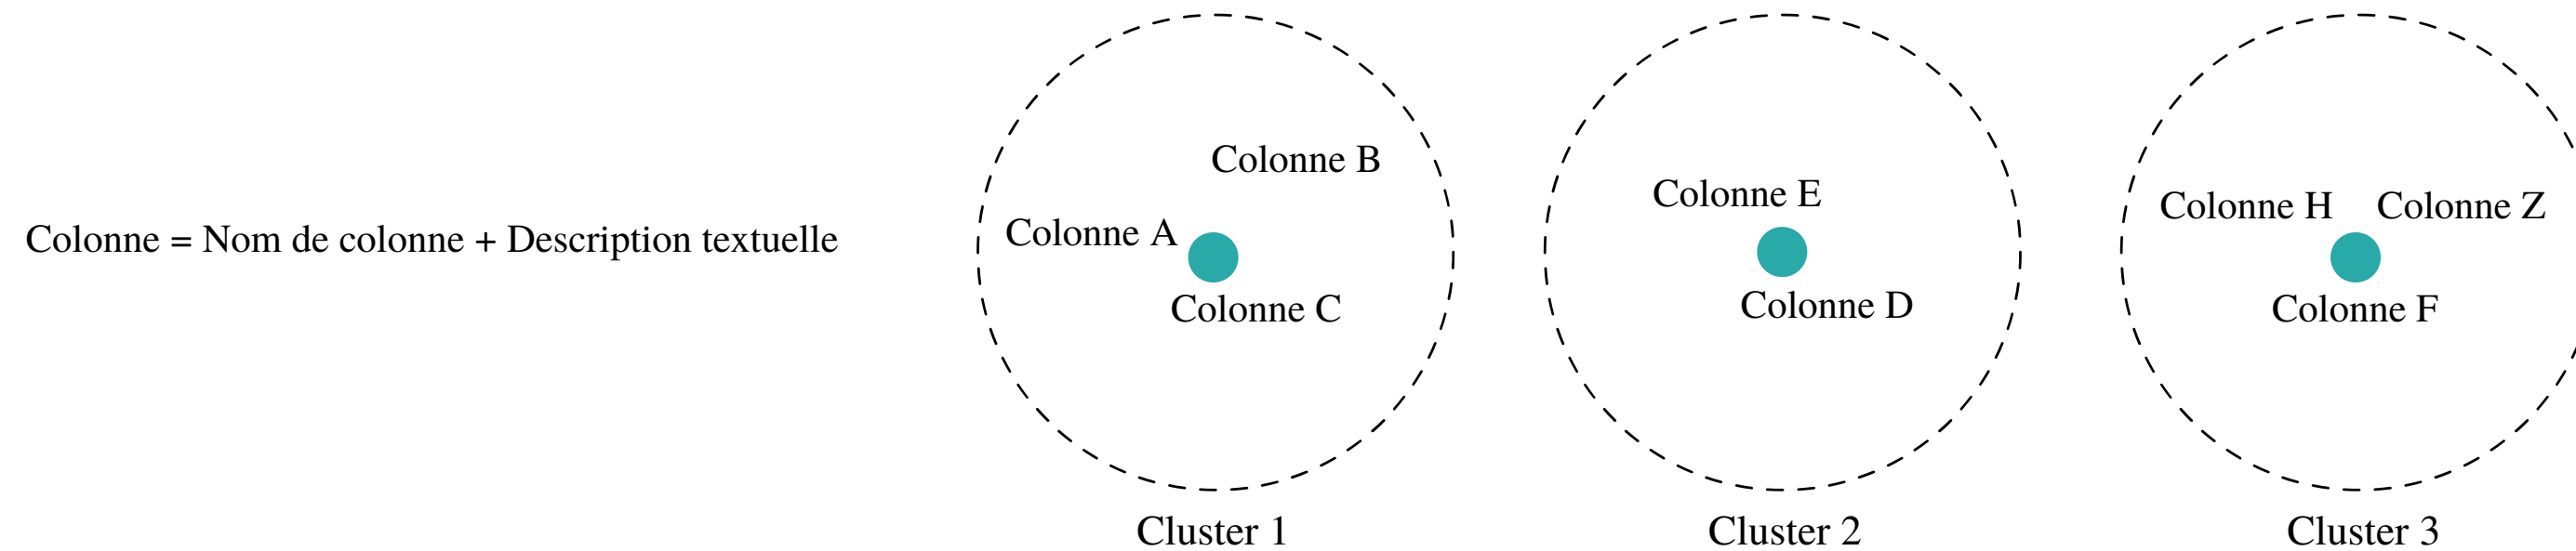 Colonne = Nom de colonne + Description textuelle
Colonne B
Colonne A
Colonne C
Cluster 1
Colonne E
Colonne D
Cluster 2
Colonne H
Colonne Z
Colonne F
Cluster 3